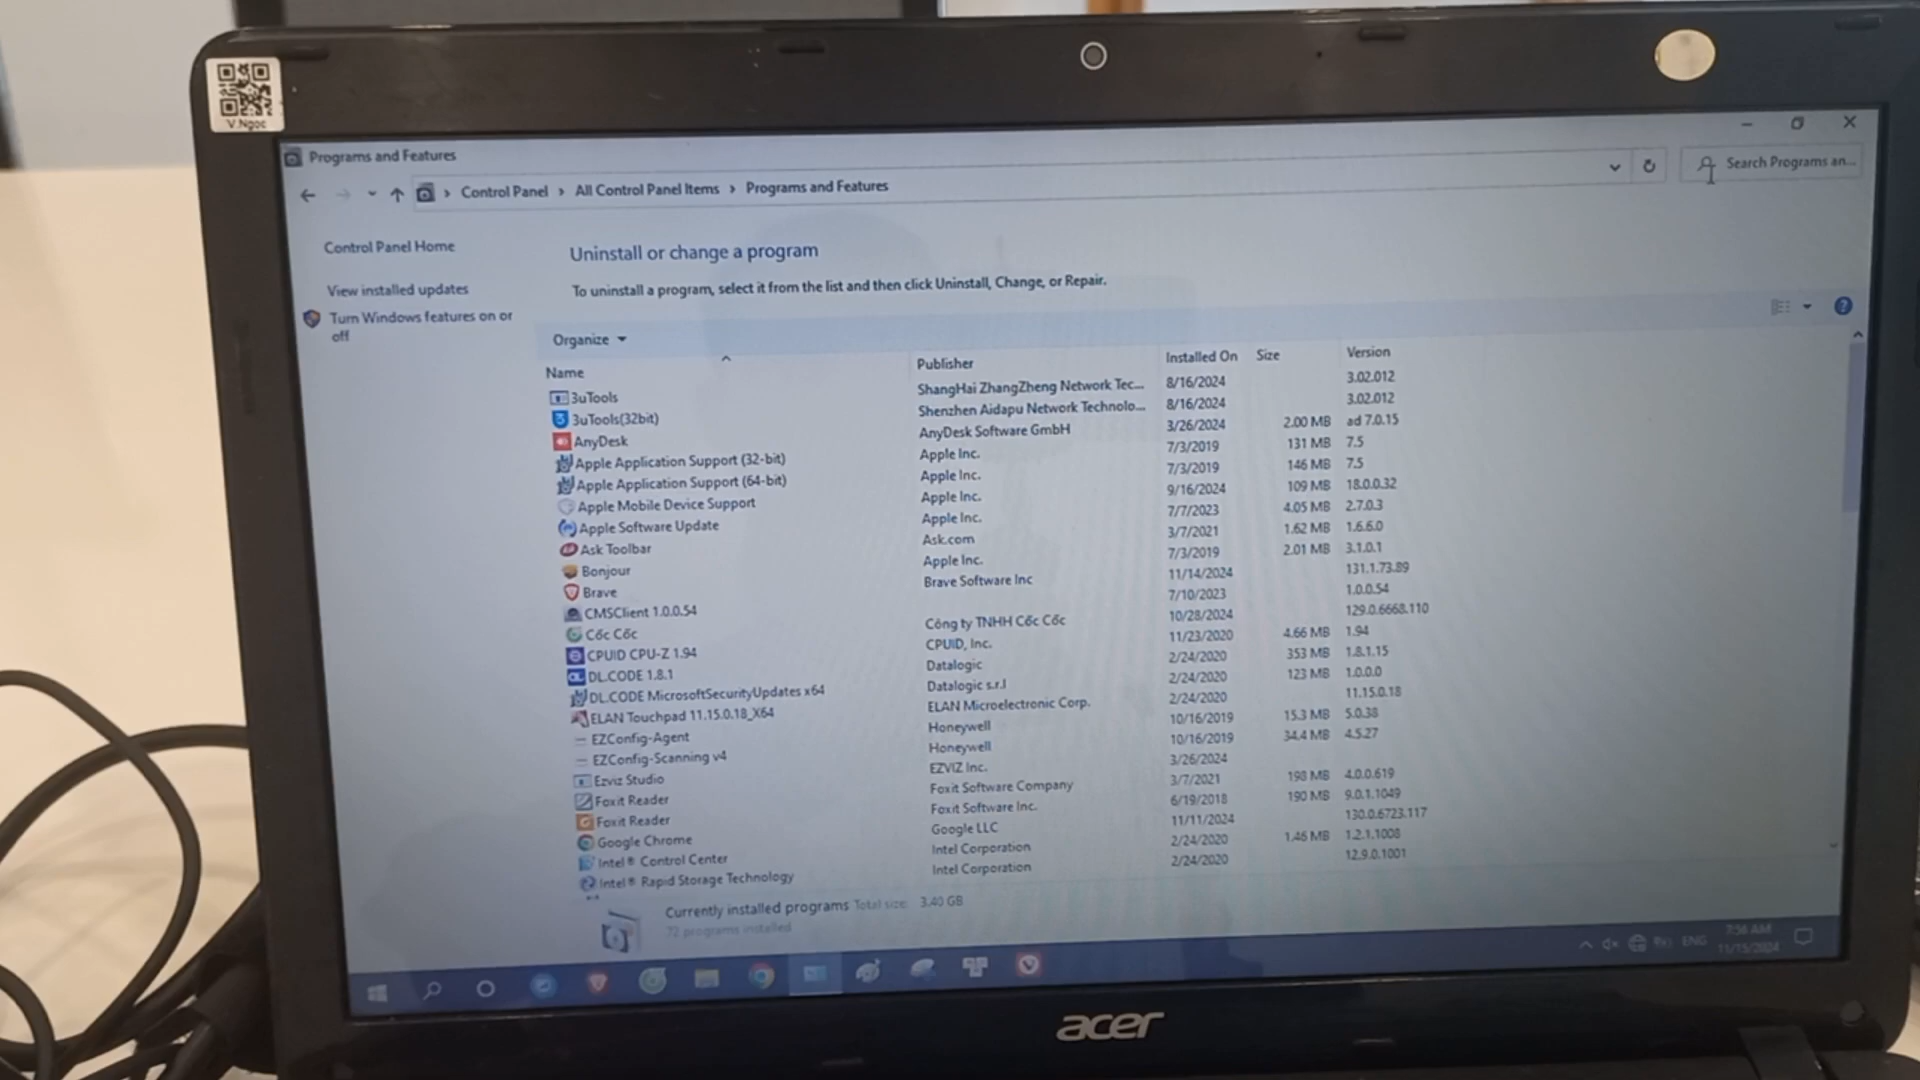 V.Ngoc
Programs and Features
Control Panel › All Control Panel Items › Programs and Features
Search Programs an...
Control Panel Home
View installed updates
Turn Windows features on or
off
Uninstall or change a program
To uninstall a program, select it from the list and then click Uninstall, Change, or Repair.
Organize
Name Publisher Installed On Size Version
3uTools ShangHai ZhangZheng Network Tec... 8/16/2024 3.02.012
3uTools(32bit) Shenzhen Aidapu Network Technolo... 8/16/2024 3.02.012
AnyDesk AnyDesk Software GmbH 3/26/2024 2.00 MB ad 7.0.15
Apple Application Support (32-bit) Apple Inc. 7/3/2019 131 MB 7.5
Apple Application Support (64-bit) Apple Inc. 7/3/2019 146 MB 7.5
Apple Mobile Device Support Apple Inc. 9/16/2024 109 MB 18.0.0.32
Apple Software Update Apple Inc. 7/7/2023 4.05 MB 2.7.0.3
Ask Toolbar Ask.com 3/7/2021 1.62 MB 1.6.6.0
Bonjour Apple Inc. 7/3/2019 2.01 MB 3.1.0.1
Brave Brave Software Inc 11/14/2024 131.1.73.89
CMSClient 1.0.0.54 7/10/2023 1.0.0.54
Cốc Cốc Công ty TNHH Cốc Cốc 10/28/2024 129.0.6668.110
CPUID CPU-Z 1.94 CPUID, Inc. 11/23/2020 4.66 MB 1.94
DL.CODE 1.8.1 Datalogic 2/24/2020 353 MB 1.8.1.15
DL.CODE MicrosoftSecurityUpdates x64 Datalogic s.r.l 2/24/2020 123 MB 1.0.0.0
ELAN Touchpad 11.15.0.18_X64 ELAN Microelectronic Corp. 2/24/2020 11.15.0.18
EZConfig-Agent Honeywell 10/16/2019 15.3 MB 5.0.38
EZConfig-Scanning v4 Honeywell 10/16/2019 34.4 MB 4.5.27
Ezviz Studio EZVIZ Inc. 3/26/2024
Foxit Reader Foxit Software Company 3/7/2021 198 MB 4.0.0.619
Foxit Reader Foxit Software Inc. 6/19/2018 190 MB 9.0.1.1049
Google Chrome Google LLC 11/11/2024 130.0.6723.117
Intel® Control Center Intel Corporation 2/24/2020 1.46 MB 1.2.1.1008
Intel® Rapid Storage Technology Intel Corporation 2/24/2020 12.9.0.1001
Currently installed programs Total size: 3.40 GB
72 programs installed
ENG
7:56 AM
11/15/2024
acer